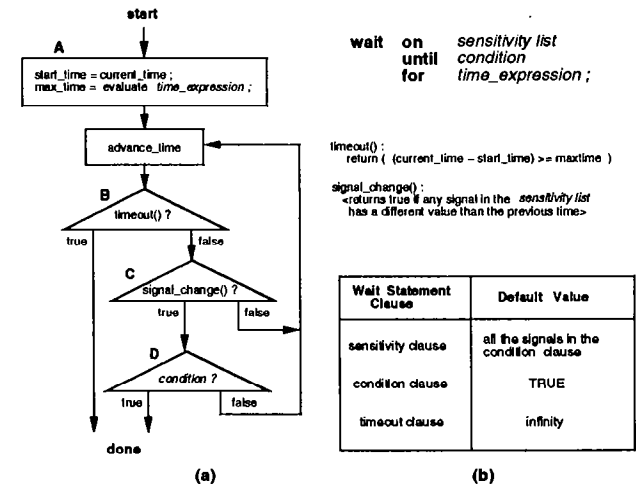 start
A
start_time = current_time ;
max_time = evaluate time_expression ;
advance_time
B
timeout() ?
true
false
C
signal_change() ?
true
false
D
condition ?
true
false
done
(a)
wait on sensitivity list
until condition
for time_expression ;
timeout() :
return ( (current_time – start_time) >= maxtime )
signal_change() :
<returns true if any signal in the sensitivity list
has a different value than the previous time>
Wait Statement
Clause
Default Value
sensitivity clause
all the signals in the
condition clause
condition clause
TRUE
timeout clause
infinity
(b)